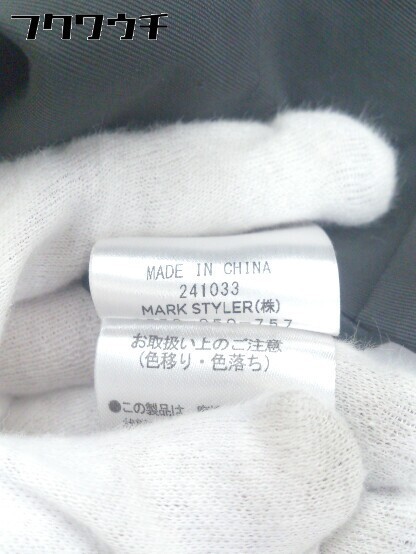 フクワウチ
MADE IN CHINA
241033
MARK STYLER(株)
お取扱い上のご注意
(色移り・色落ち)
●この製品は、